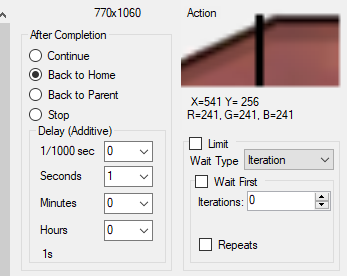 770x1060
After Completion
Continue
Back to Home
Back to Parent
Stop
Delay (Additive)
1/1000 sec 0
Seconds 1
Minutes 0
Hours 0
1s
Action
X=541 Y= 256
R=241, G=241, B=241
Limit
Wait Type Iteration
Wait First
Iterations: 0
Repeats